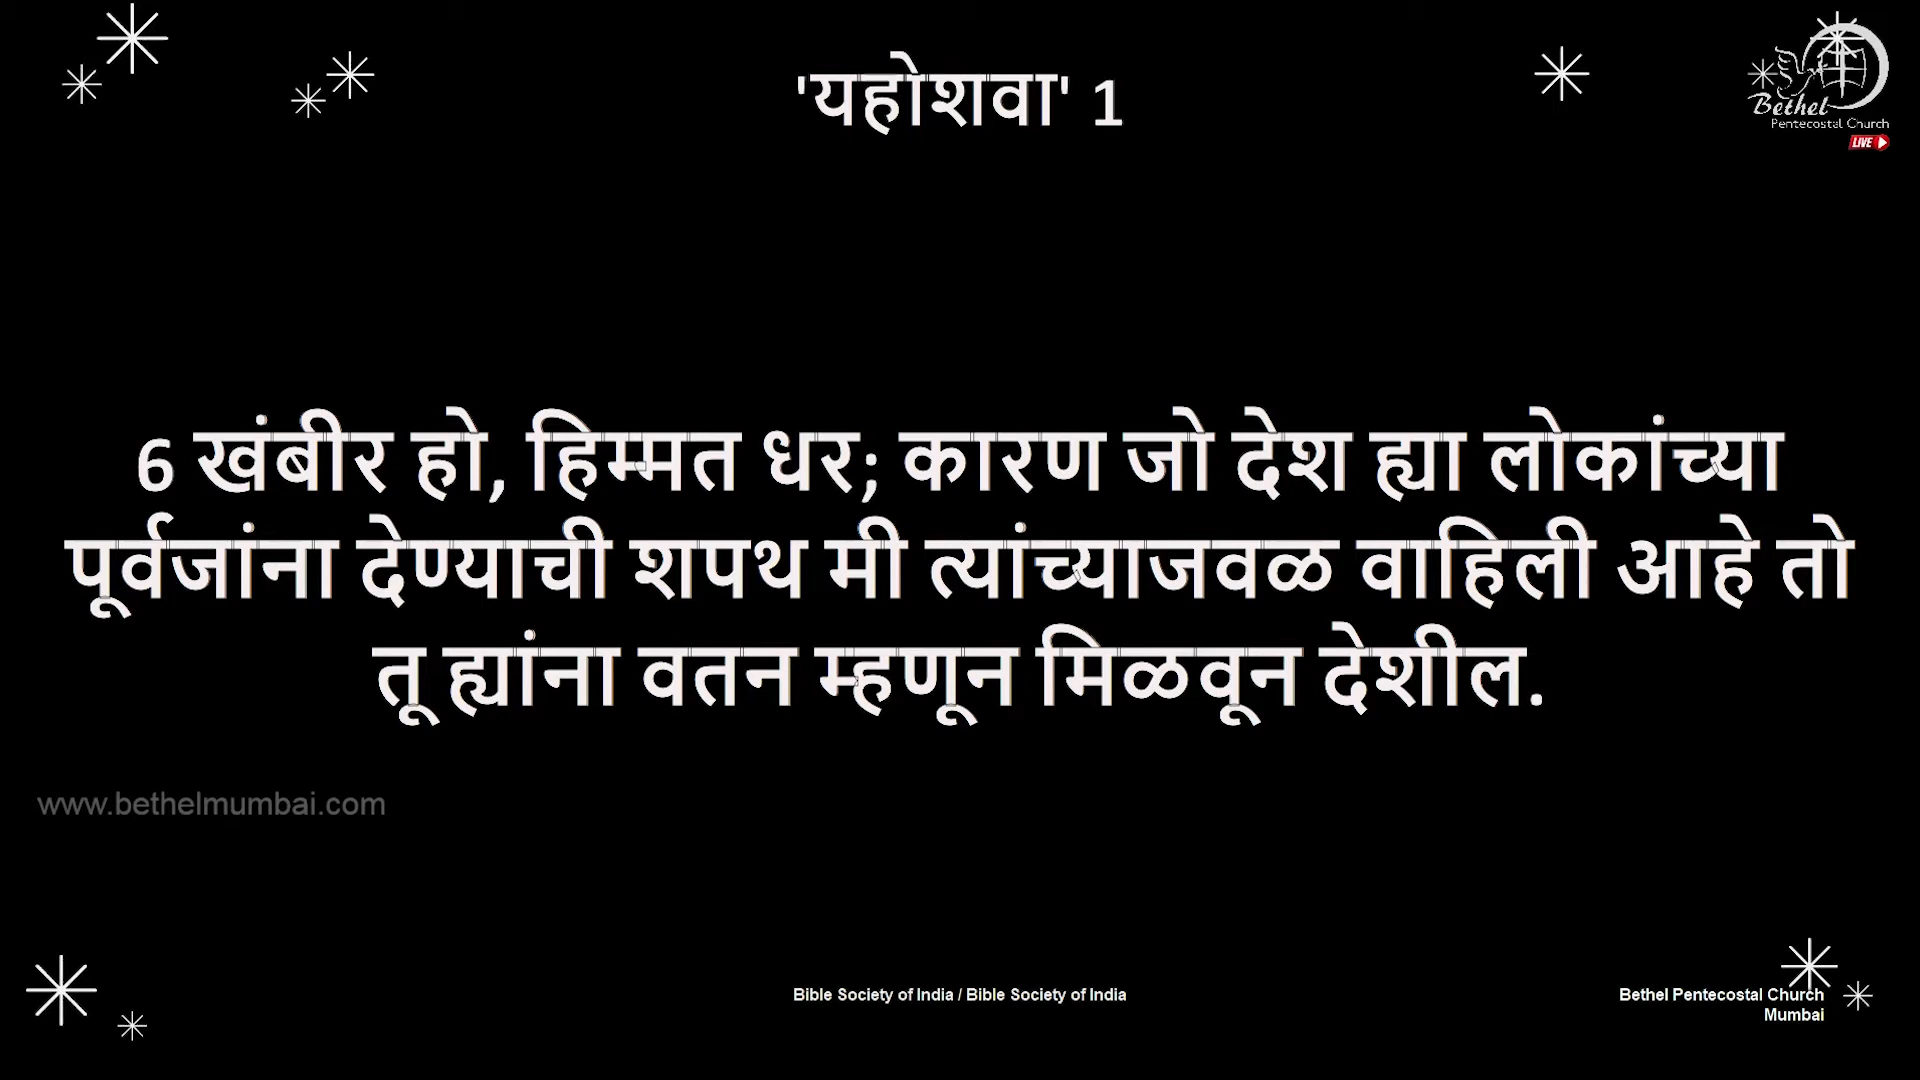 'यहोशवा' 1
Bethel
Pentecostal Church
LIVE
6 खंबीर हो, हिम्मत धर; कारण जो देश ह्या लोकांच्या
पूर्वजांना देण्याची शपथ मी त्यांच्याजवळ वाहिली आहे तो
तू ह्यांना वतन म्हणून मिळवून देशील.
www.bethelmumbai.com
Bible Society of India / Bible Society of India
Bethel Pentecostal Church
Mumbai